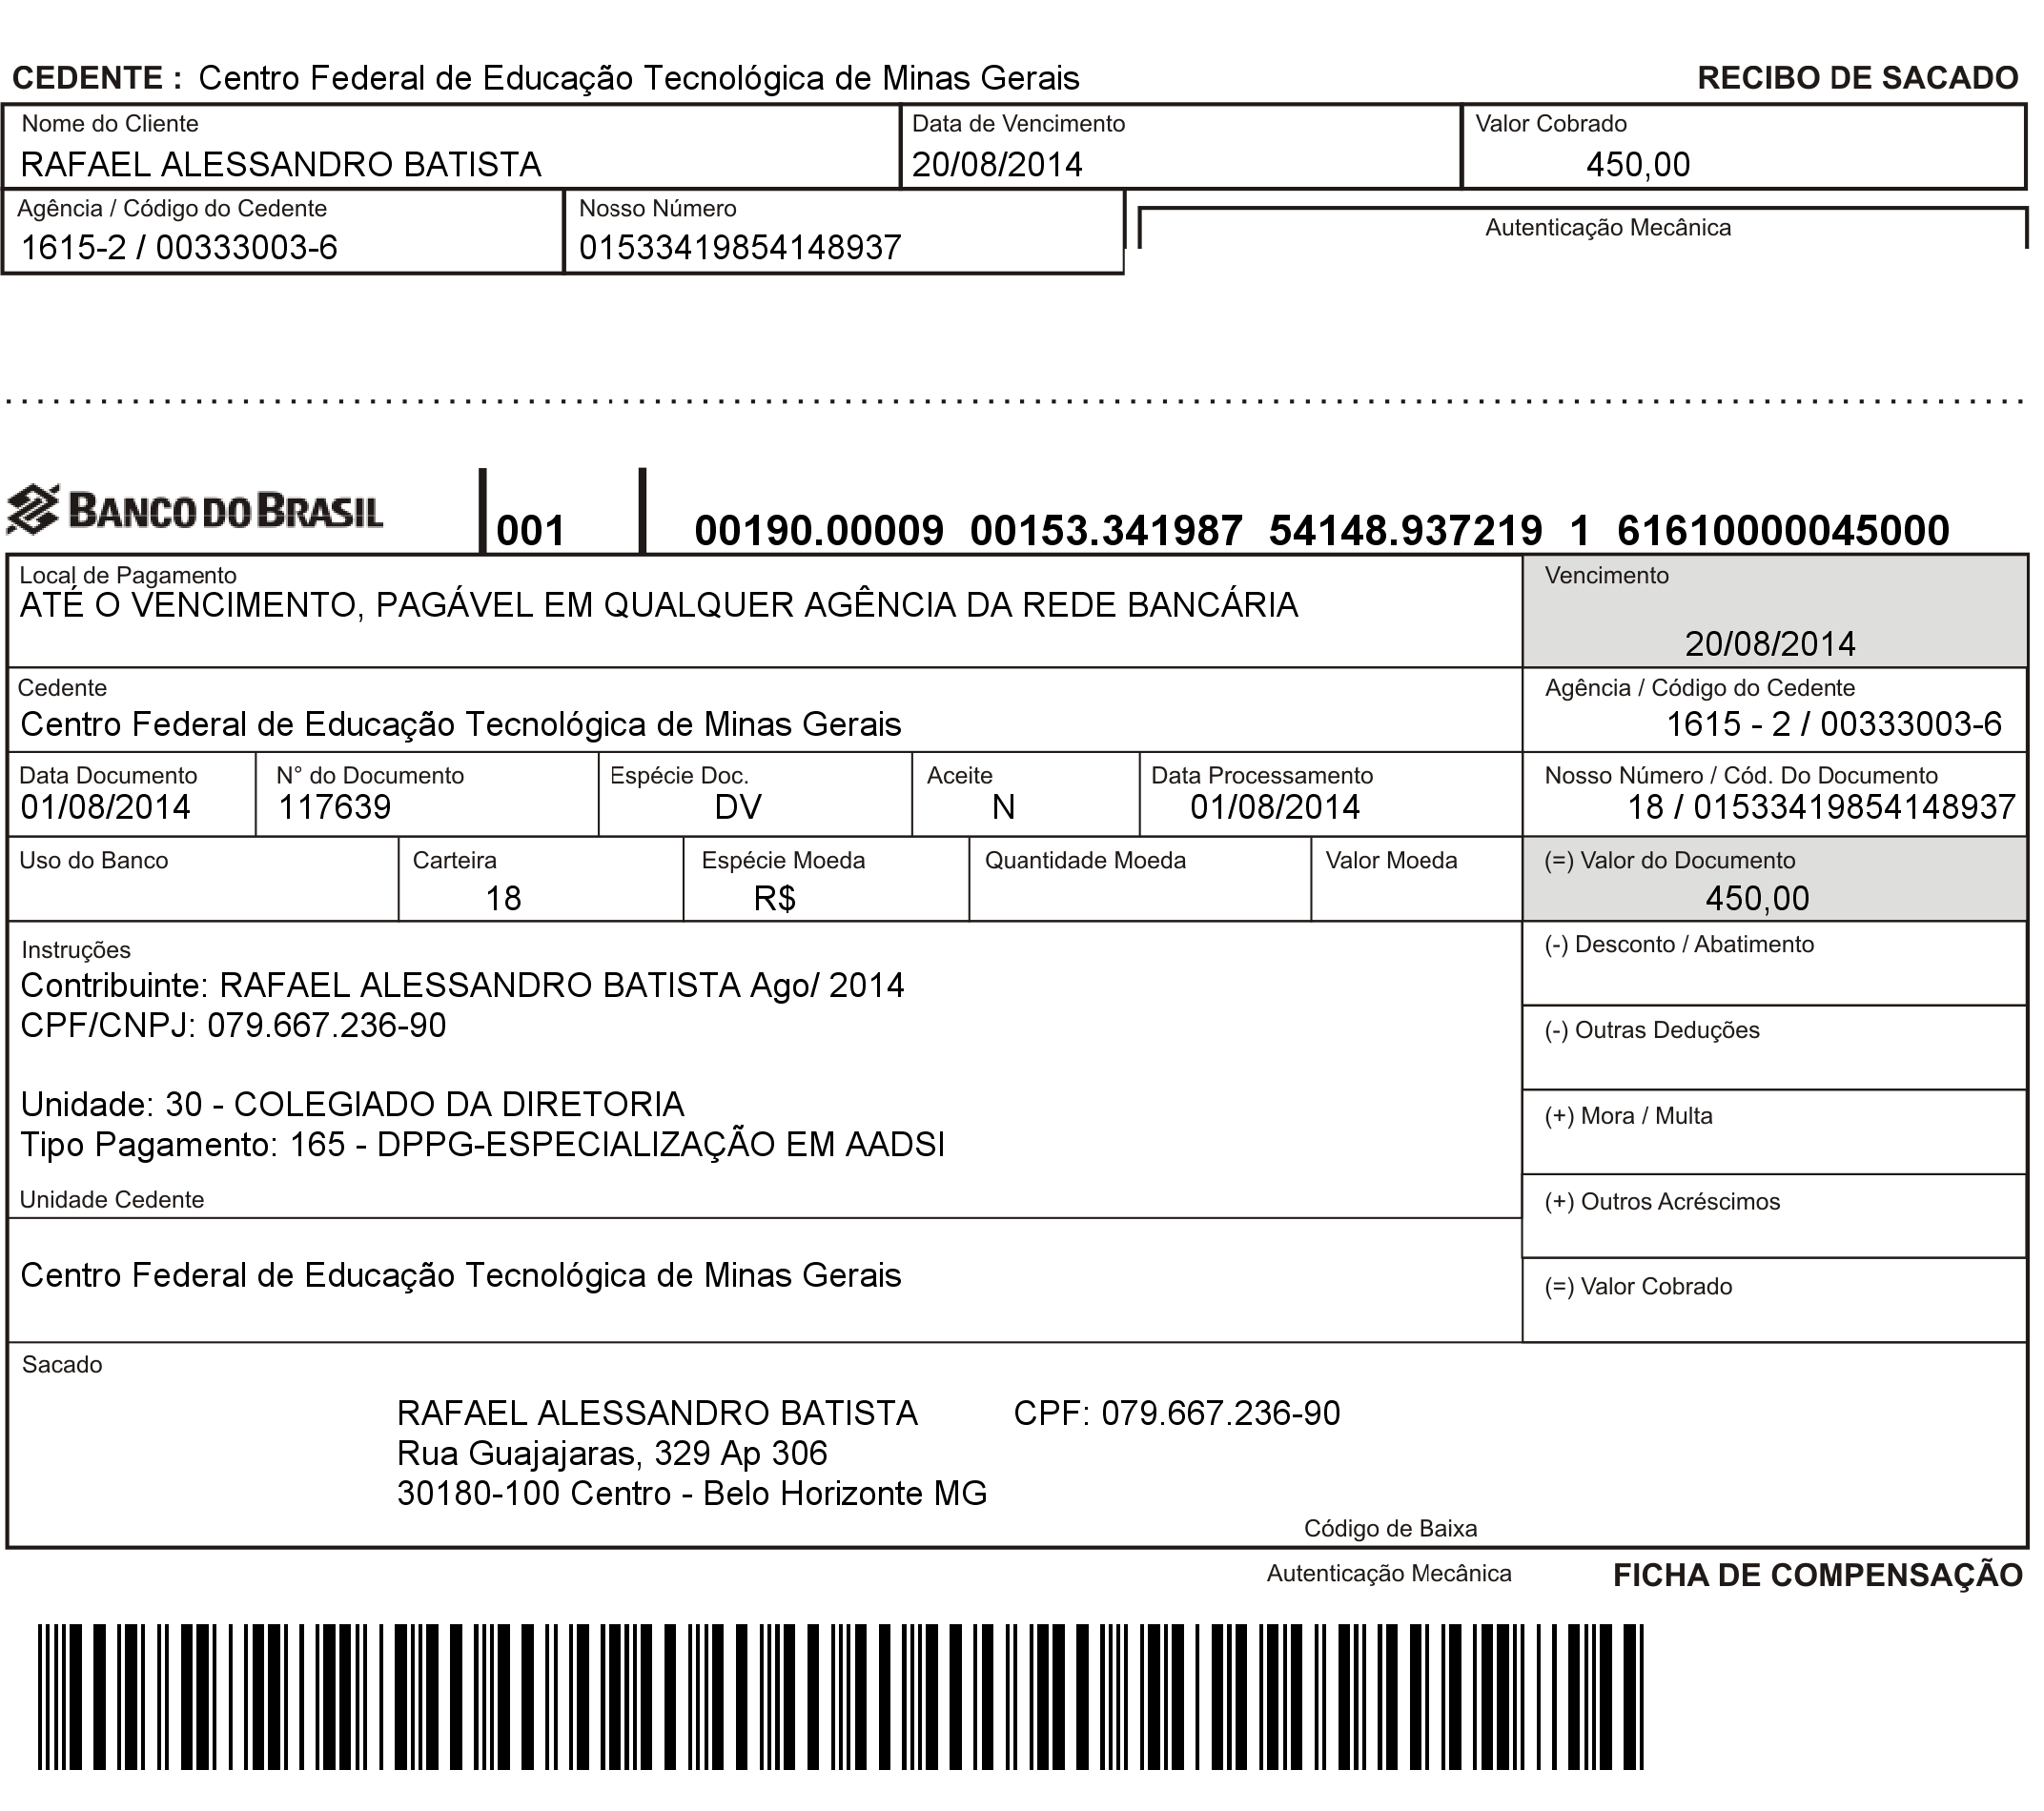 CEDENTE : Centro Federal de Educação Tecnológica de Minas Gerais RECIBO DE SACADO
Nome do Cliente Data de Vencimento Valor Cobrado
RAFAEL ALESSANDRO BATISTA 20/08/2014 450,00
Agência / Código do Cedente Nosso Número Autenticação Mecânica
1615-2 / 00333003-6 01533419854148937
BANCO DO BRASIL 001 00190.00009 00153.341987 54148.937219 1 61610000045000
Local de Pagamento Vencimento
ATÉ O VENCIMENTO, PAGÁVEL EM QUALQUER AGÊNCIA DA REDE BANCÁRIA
20/08/2014
Cedente Agência / Código do Cedente
Centro Federal de Educação Tecnológica de Minas Gerais 1615 - 2 / 00333003-6
Data Documento N° do Documento Espécie Doc. Aceite Data Processamento Nosso Número / Cód. Do Documento
01/08/2014 117639 DV N 01/08/2014 18 / 01533419854148937
Uso do Banco Carteira Espécie Moeda Quantidade Moeda Valor Moeda (=) Valor do Documento
18 R$ 450,00
Instruções (-) Desconto / Abatimento
Contribuinte: RAFAEL ALESSANDRO BATISTA Ago/ 2014
CPF/CNPJ: 079.667.236-90 (-) Outras Deduções
Unidade: 30 - COLEGIADO DA DIRETORIA (+) Mora / Multa
Tipo Pagamento: 165 - DPPG-ESPECIALIZAÇÃO EM AADSI
Unidade Cedente (+) Outros Acréscimos
Centro Federal de Educação Tecnológica de Minas Gerais (=) Valor Cobrado
Sacado
RAFAEL ALESSANDRO BATISTA CPF: 079.667.236-90
Rua Guajajaras, 329 Ap 306
30180-100 Centro - Belo Horizonte MG
Código de Baixa
Autenticação Mecânica FICHA DE COMPENSAÇÃO